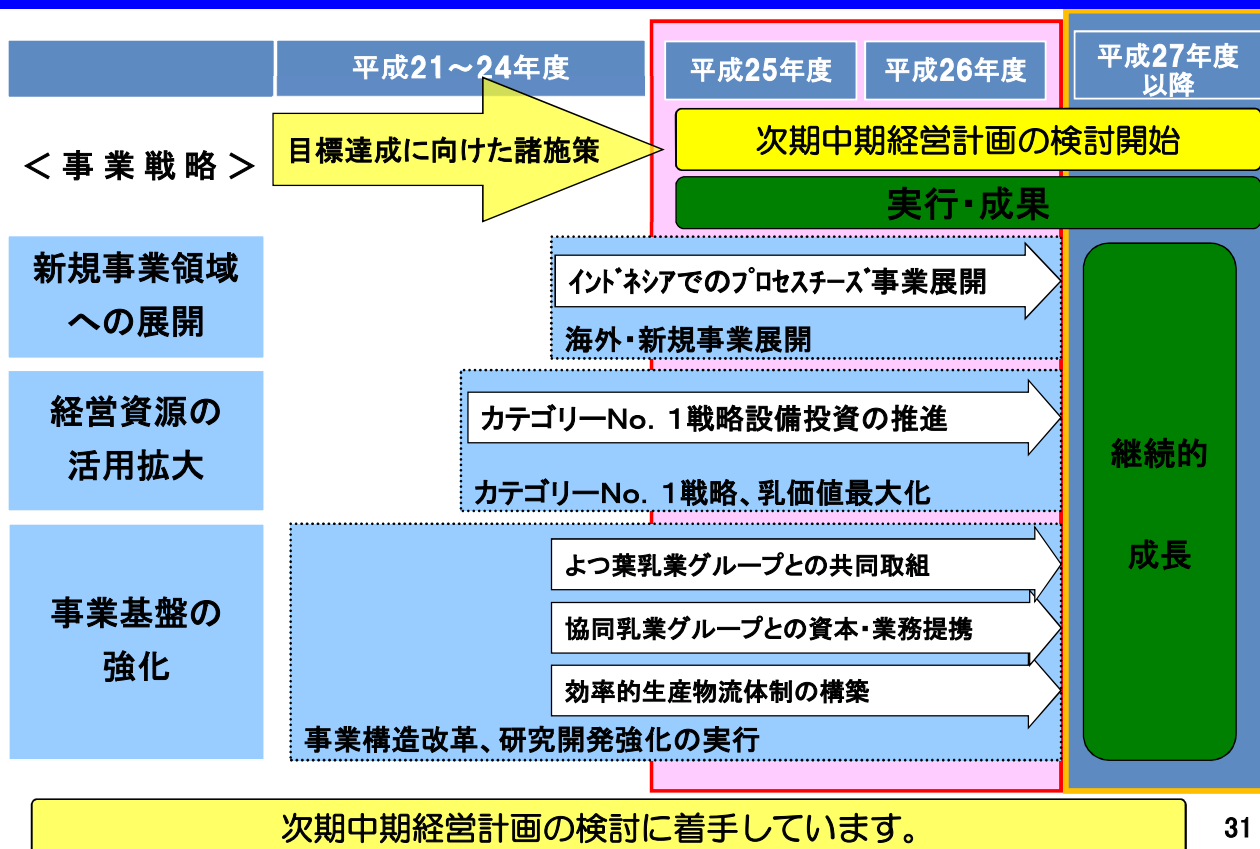 平成21～24年度
平成25年度
平成26年度
平成27年度
以降
＜事業戦略＞
目標達成に向けた諸施策
次期中期経営計画の検討開始
実行・成果
新規事業領域
への展開
ｲﾝﾄﾞﾈｼｱでのﾌﾟﾛｾｽﾁｰｽﾞ事業展開
海外・新規事業展開
経営資源の
活用拡大
カテゴリーNo．1戦略設備投資の推進
カテゴリーNo．1戦略、乳価値最大化
事業基盤の
強化
よつ葉乳業グループとの共同取組
協同乳業グループとの資本・業務提携
効率的生産物流体制の構築
事業構造改革、研究開発強化の実行
継続的
成長
次期中期経営計画の検討に着手しています。
31